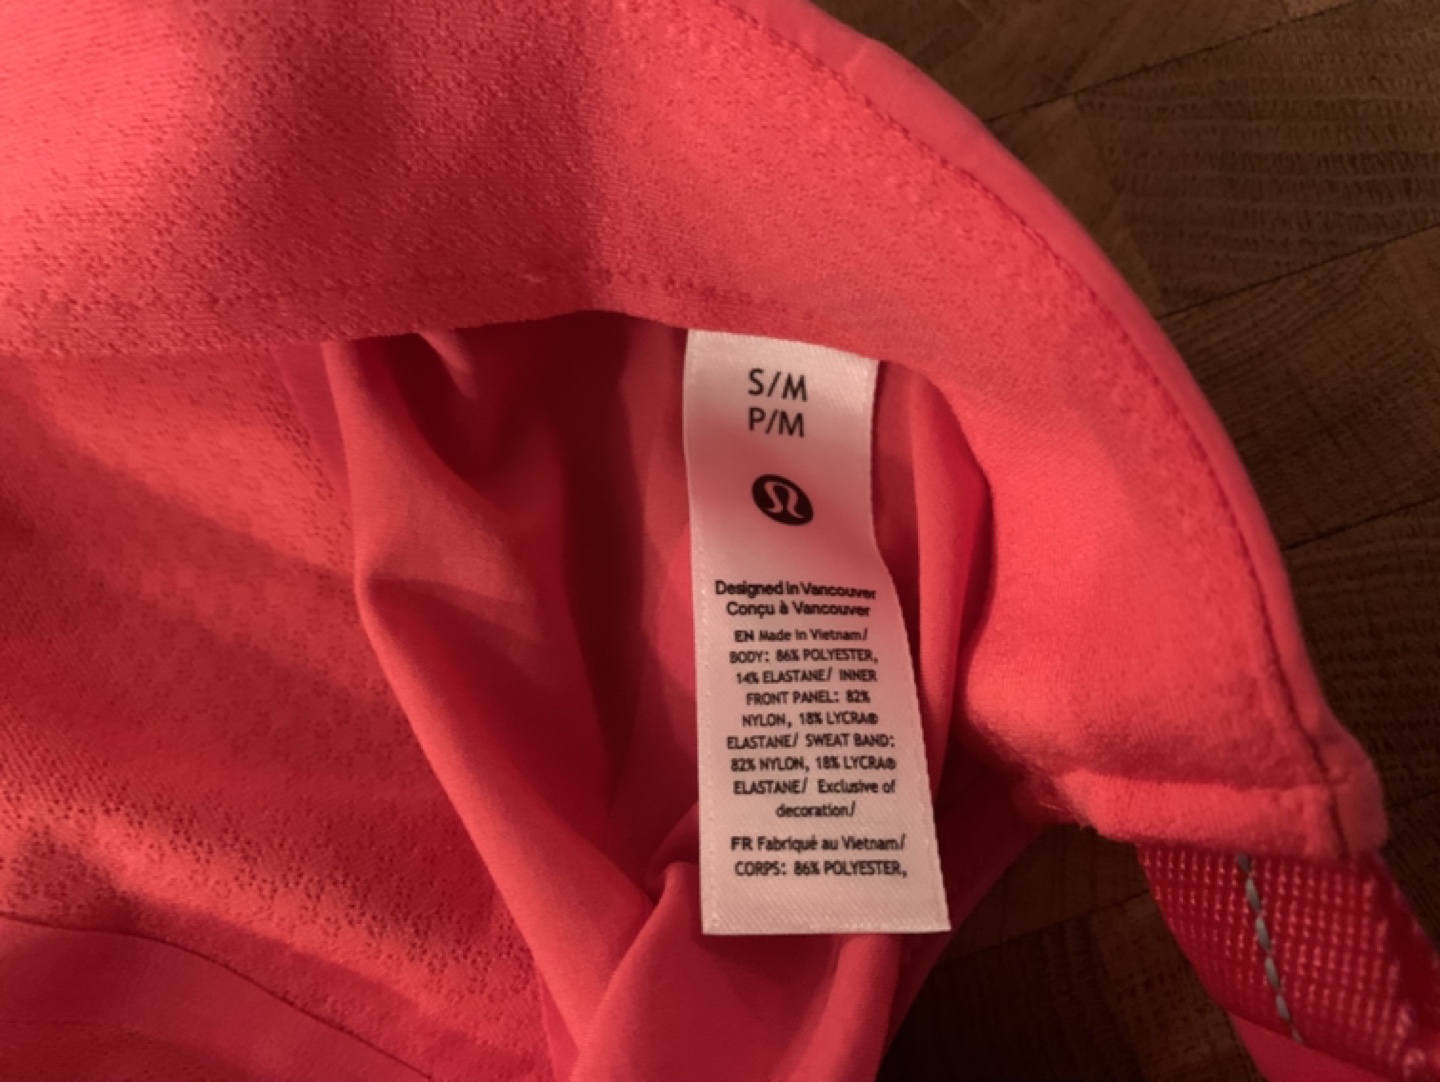 S/M
P/M
Designed in Vancouver
Conçu à Vancouver
EN Made in Vietnam/
BODY: 86% POLYESTER,
14% ELASTANE/ INNER
FRONT PANEL: 82%
NYLON, 18% LYCRA®
ELASTANE/ SWEAT BAND:
82% NYLON, 18% LYCRA®
ELASTANE/ Exclusive of
decoration/
FR Fabriqué au Vietnam/
CORPS: 86% POLYESTER,